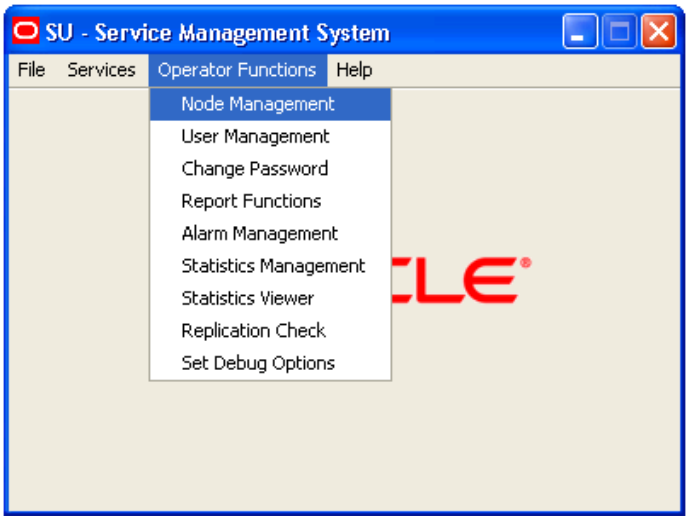 SU - Service Management System
File Services Operator Functions Help
Node Management
User Management
Change Password
Report Functions
Alarm Management
Statistics Management
Statistics Viewer
Replication Check
Set Debug Options
CLE®